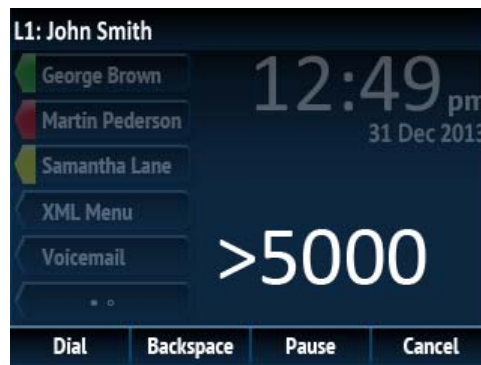 L1: John Smith
George Brown
Martin Pederson
Samantha Lane
XML Menu
Voicemail
12:49 pm
31 Dec 2013
>5000
Dial Backspace Pause Cancel